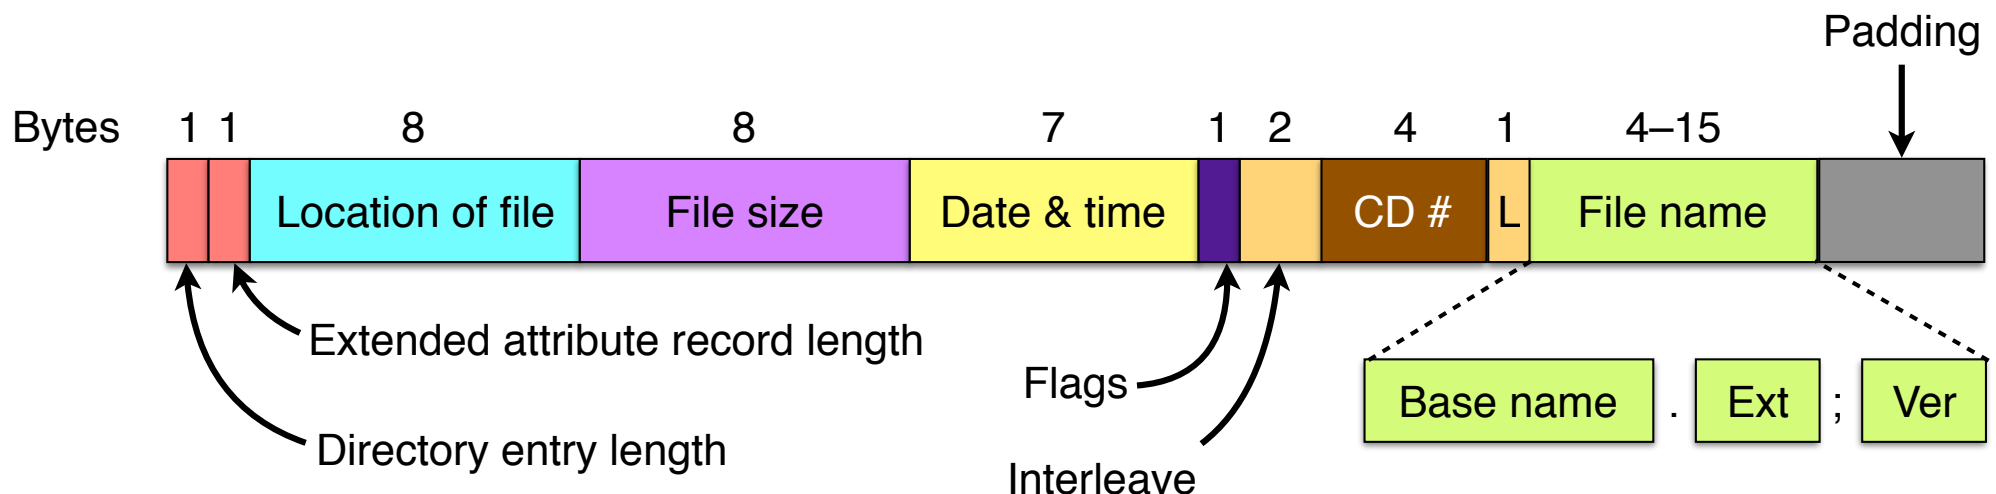 Padding
Bytes 1 1 8 8 7 1 2 4 1 4–15
Location of file File size Date & time CD # L File name
Extended attribute record length
Flags
Base name . Ext ; Ver
Directory entry length
Interleave